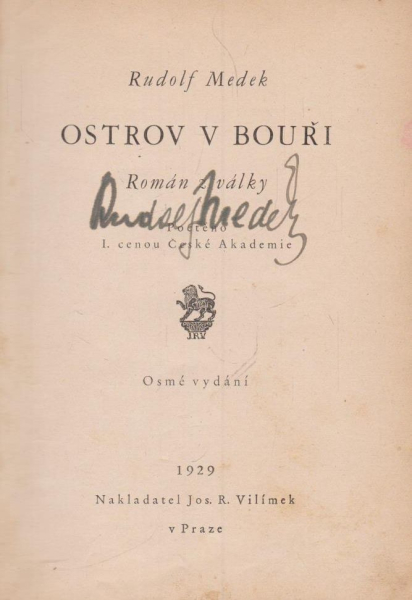 Rudolf Medek
OSTROV V BOUŘI
Román z války
Rudolf Medek
Poctěno
I. cenou České Akademie
J.R.V.
Osmé vydání
1929
Nakladatel Jos. R. Vilímek
v Praze